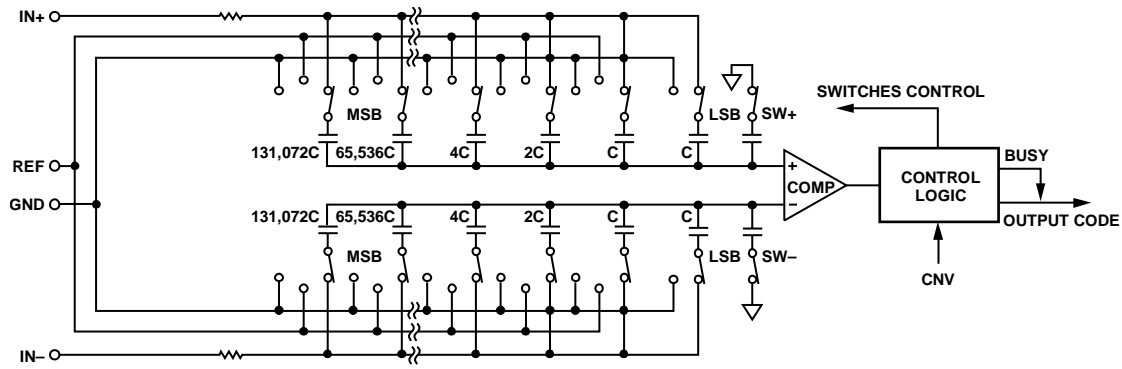 IN+
MSB
LSB
SW+
SWITCHES CONTROL
131,072C
65,536C
4C
2C
C
C
REF
GND
+
COMP
−
CONTROL
LOGIC
BUSY
OUTPUT CODE
CNV
131,072C
65,536C
4C
2C
C
C
MSB
LSB
SW−
IN−